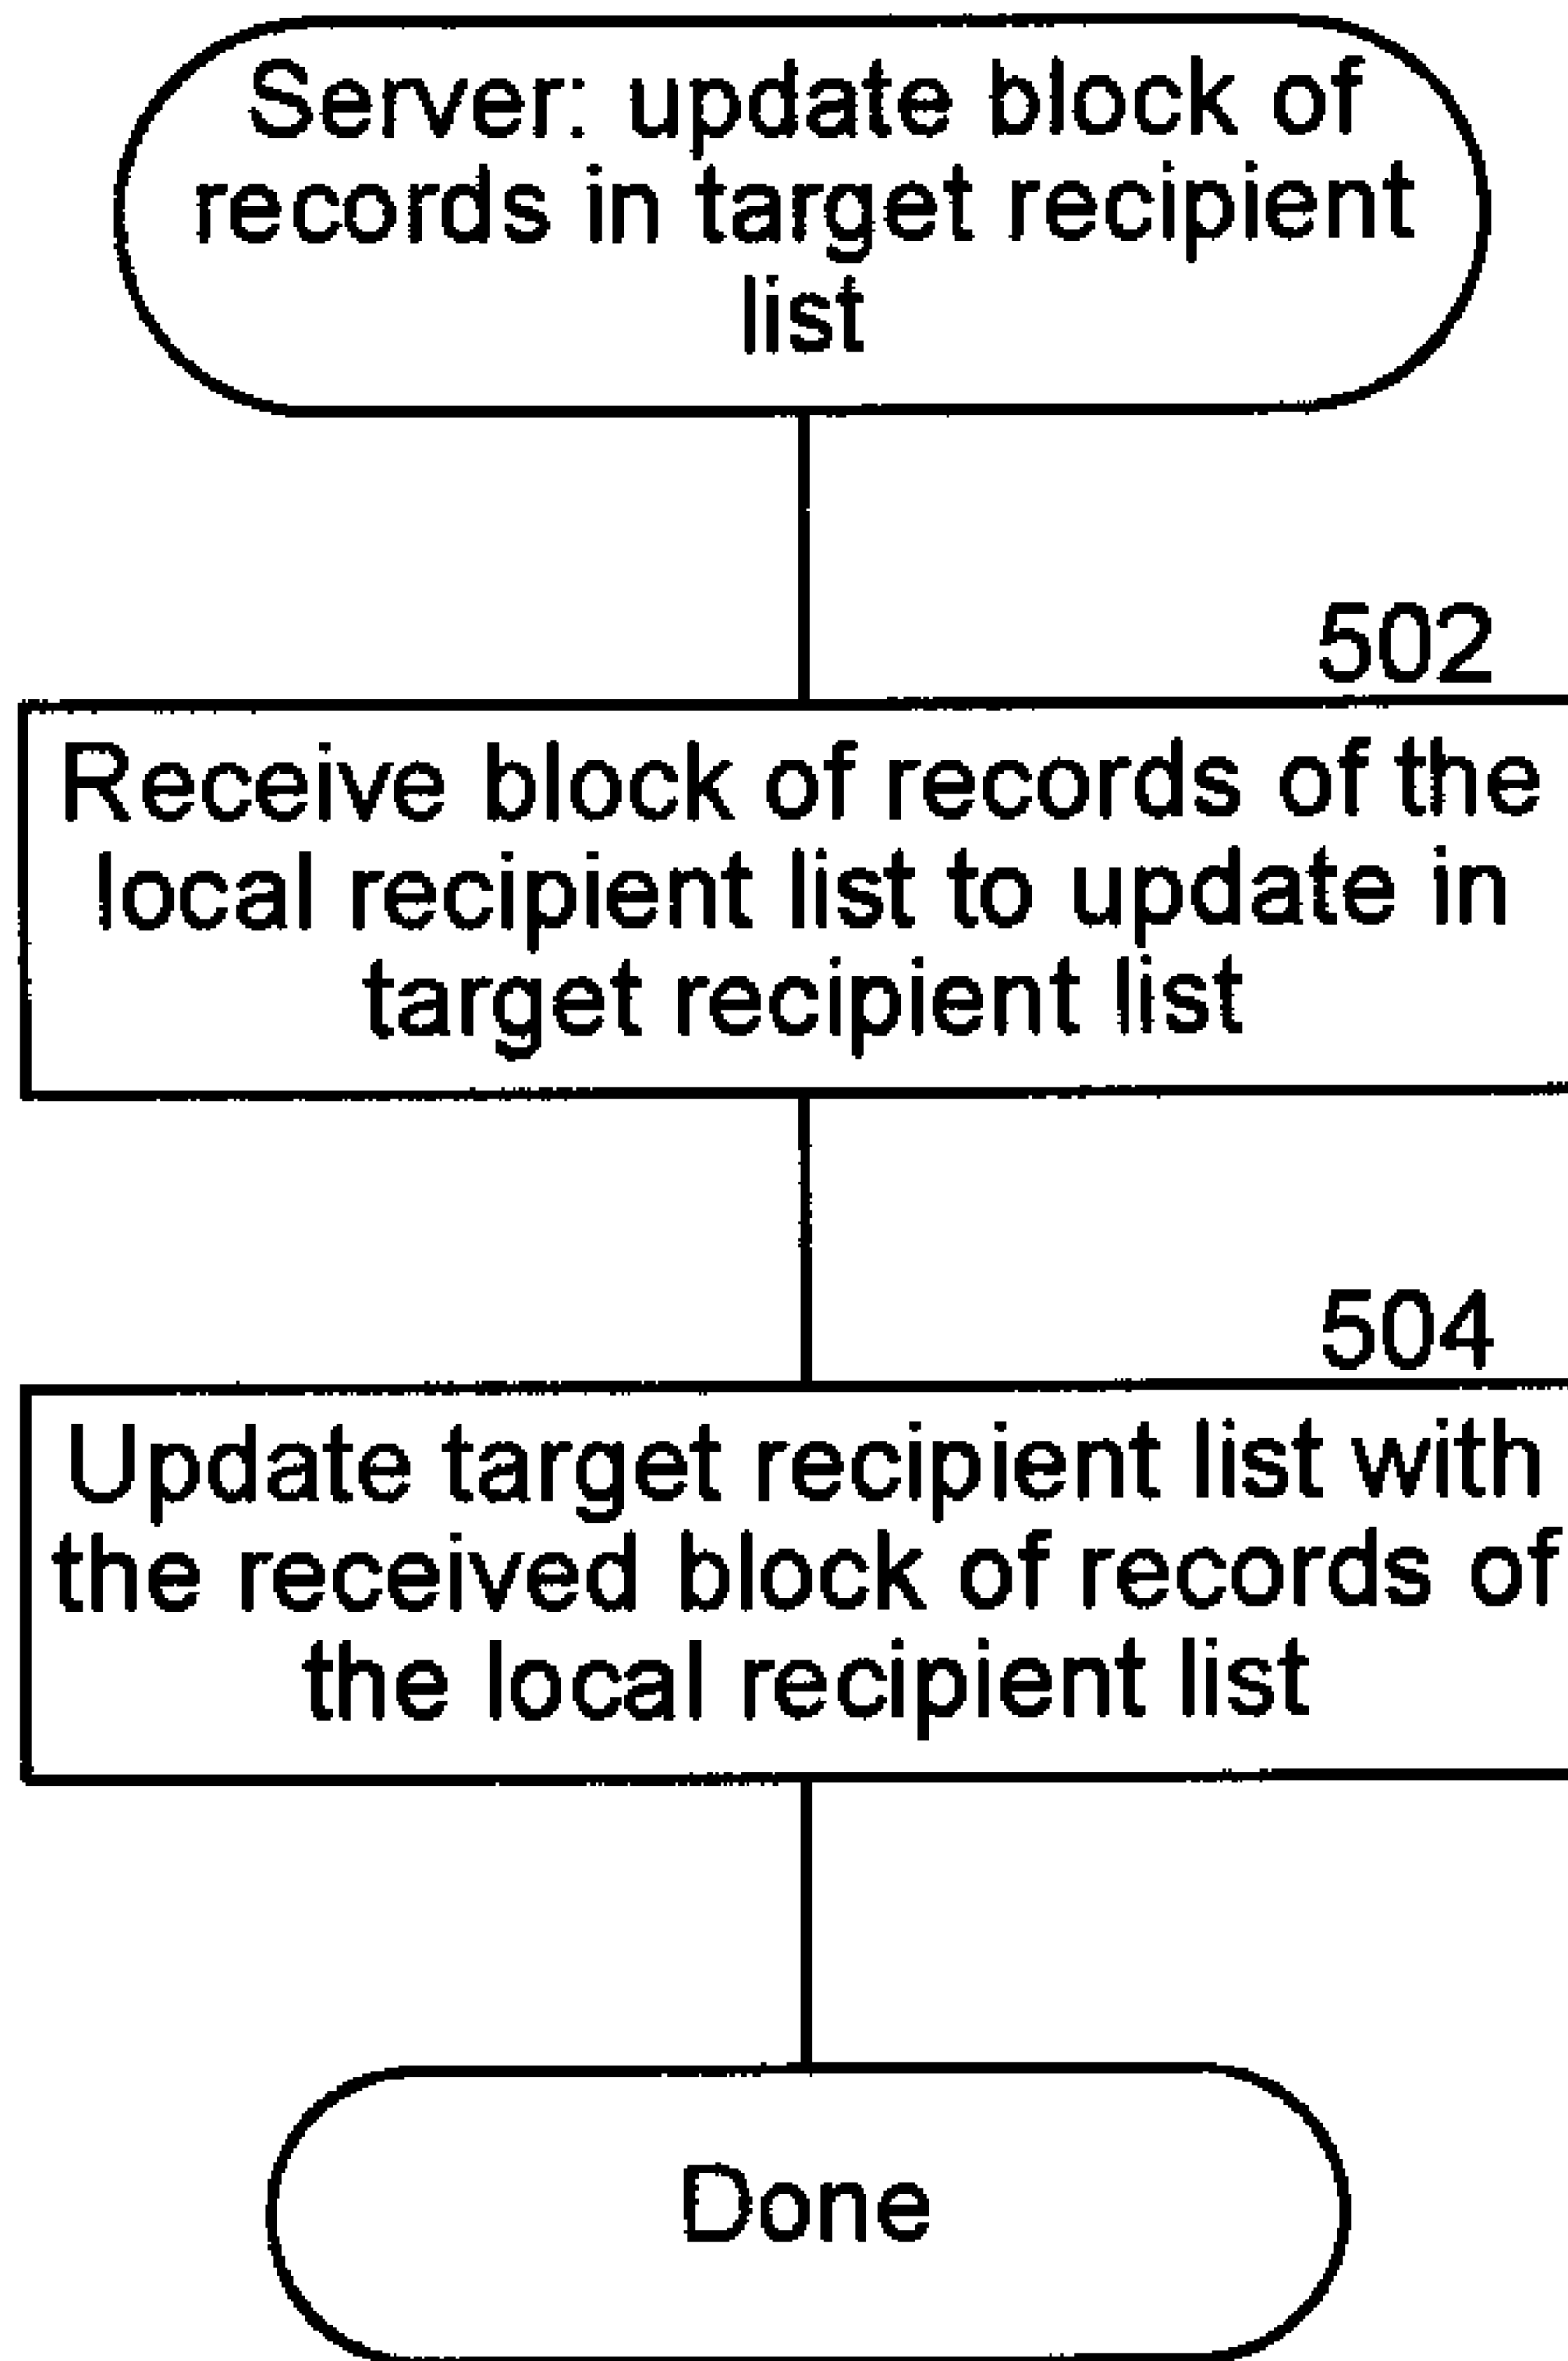 Server: update block of
records in target recipient
list
502
Receive block of records of the
local recipient list to update in
target recipient list
504
Update target recipient list with
the received block of records of
the local recipient list
Done